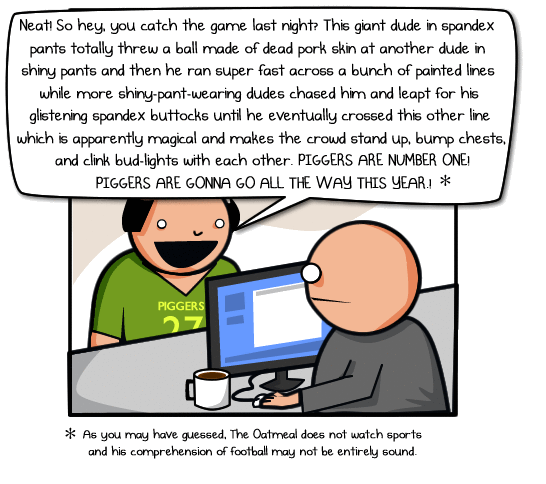 Neat! So hey, you catch the game last night? This giant dude in spandex
pants totally threw a ball made of dead pork skin at another dude in
shiny pants and then he ran super fast across a bunch of painted lines
while more shiny-pant-wearing dudes chased him and leapt for his
glistening spandex buttocks until he eventually crossed this other line
which is apparently magical and makes the crowd stand up, bump chests,
and clink bud-lights with each other. PIGGERS ARE NUMBER ONE!
PIGGERS ARE GONNA GO ALL THE WAY THIS YEAR.! *
PIGGERS
27
* As you may have guessed, The Oatmeal does not watch sports
and his comprehension of football may not be entirely sound.